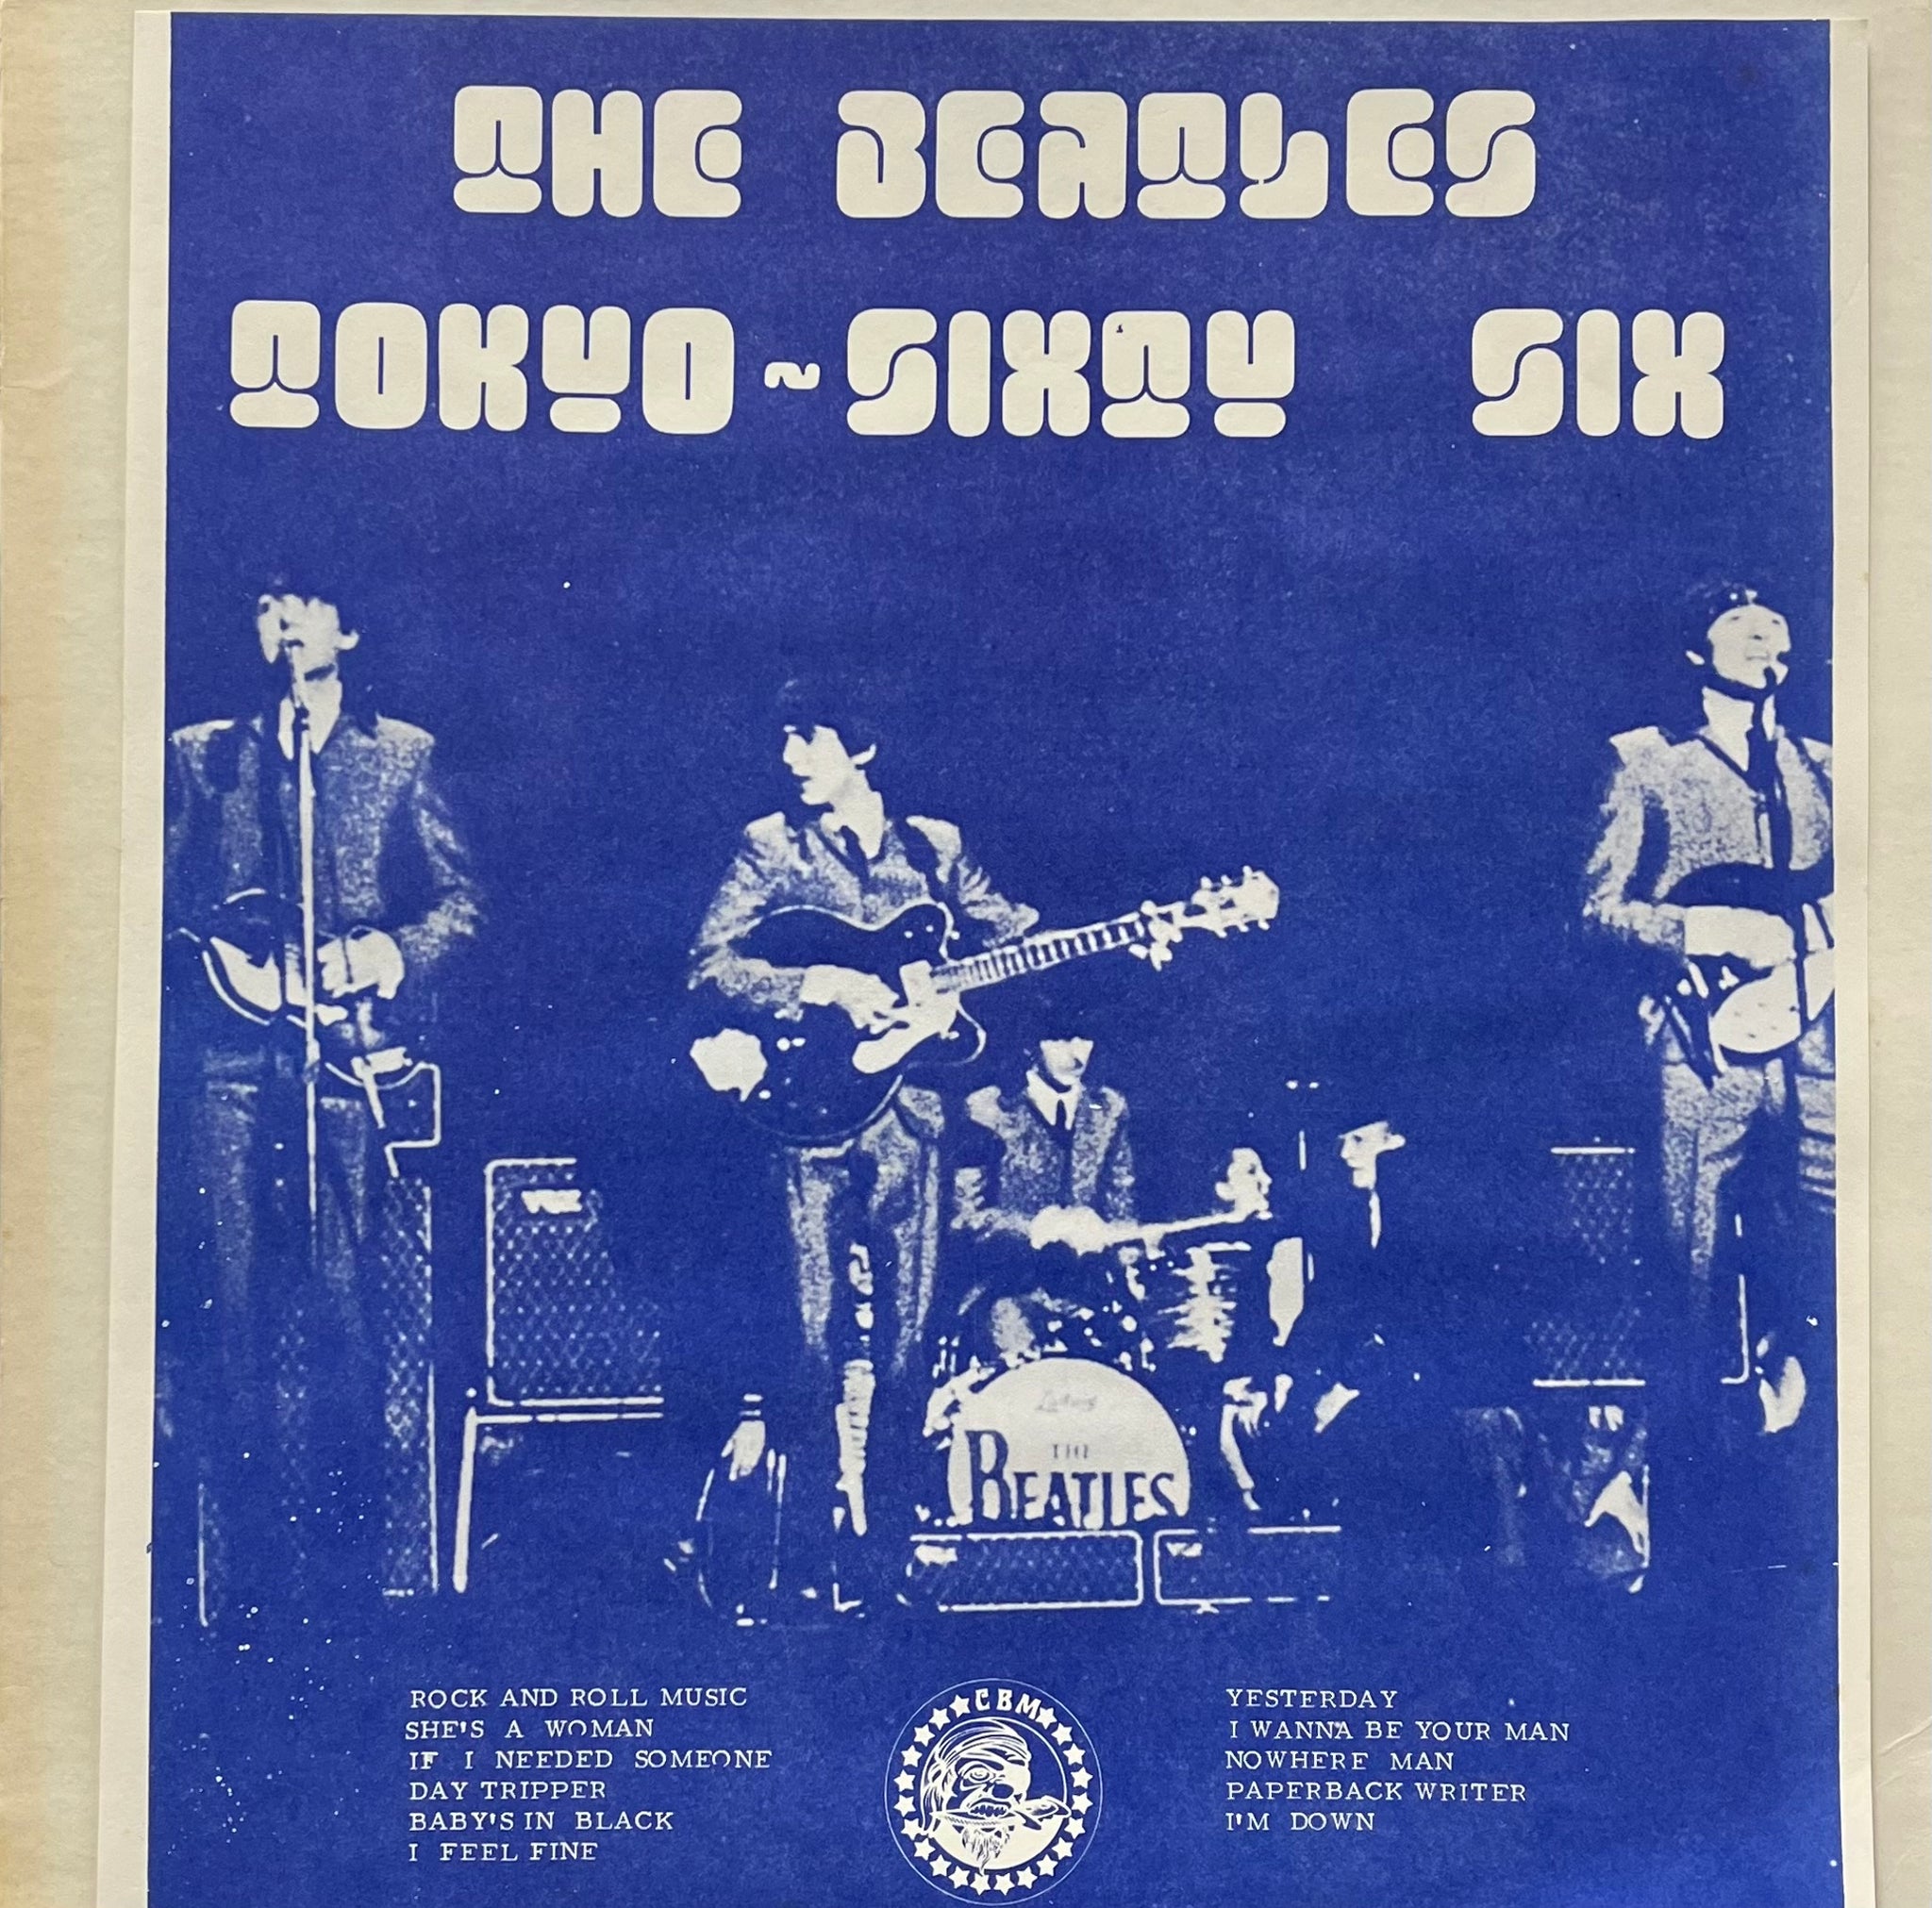 THE BEATLES
TOKYO~SIXTY SIX
VOX
Ludwig
THE
BEATLES
ROCK AND ROLL MUSIC
SHE'S A WOMAN
IF I NEEDED SOMEONE
DAY TRIPPER
BABY'S IN BLACK
I FEEL FINE
CBM
YESTERDAY
I WANNA BE YOUR MAN
NOWHERE MAN
PAPERBACK WRITER
I'M DOWN